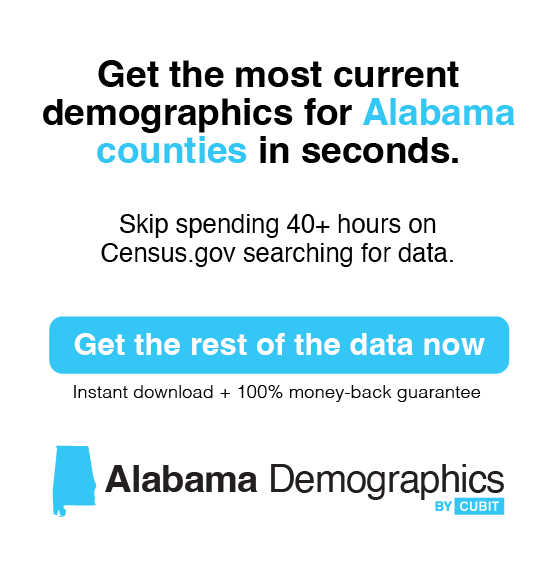 Get the most current
demographics for Alabama
counties in seconds.
Skip spending 40+ hours on
Census.gov searching for data.
Get the rest of the data now
Instant download + 100% money-back guarantee
Alabama Demographics
BY CUBIT